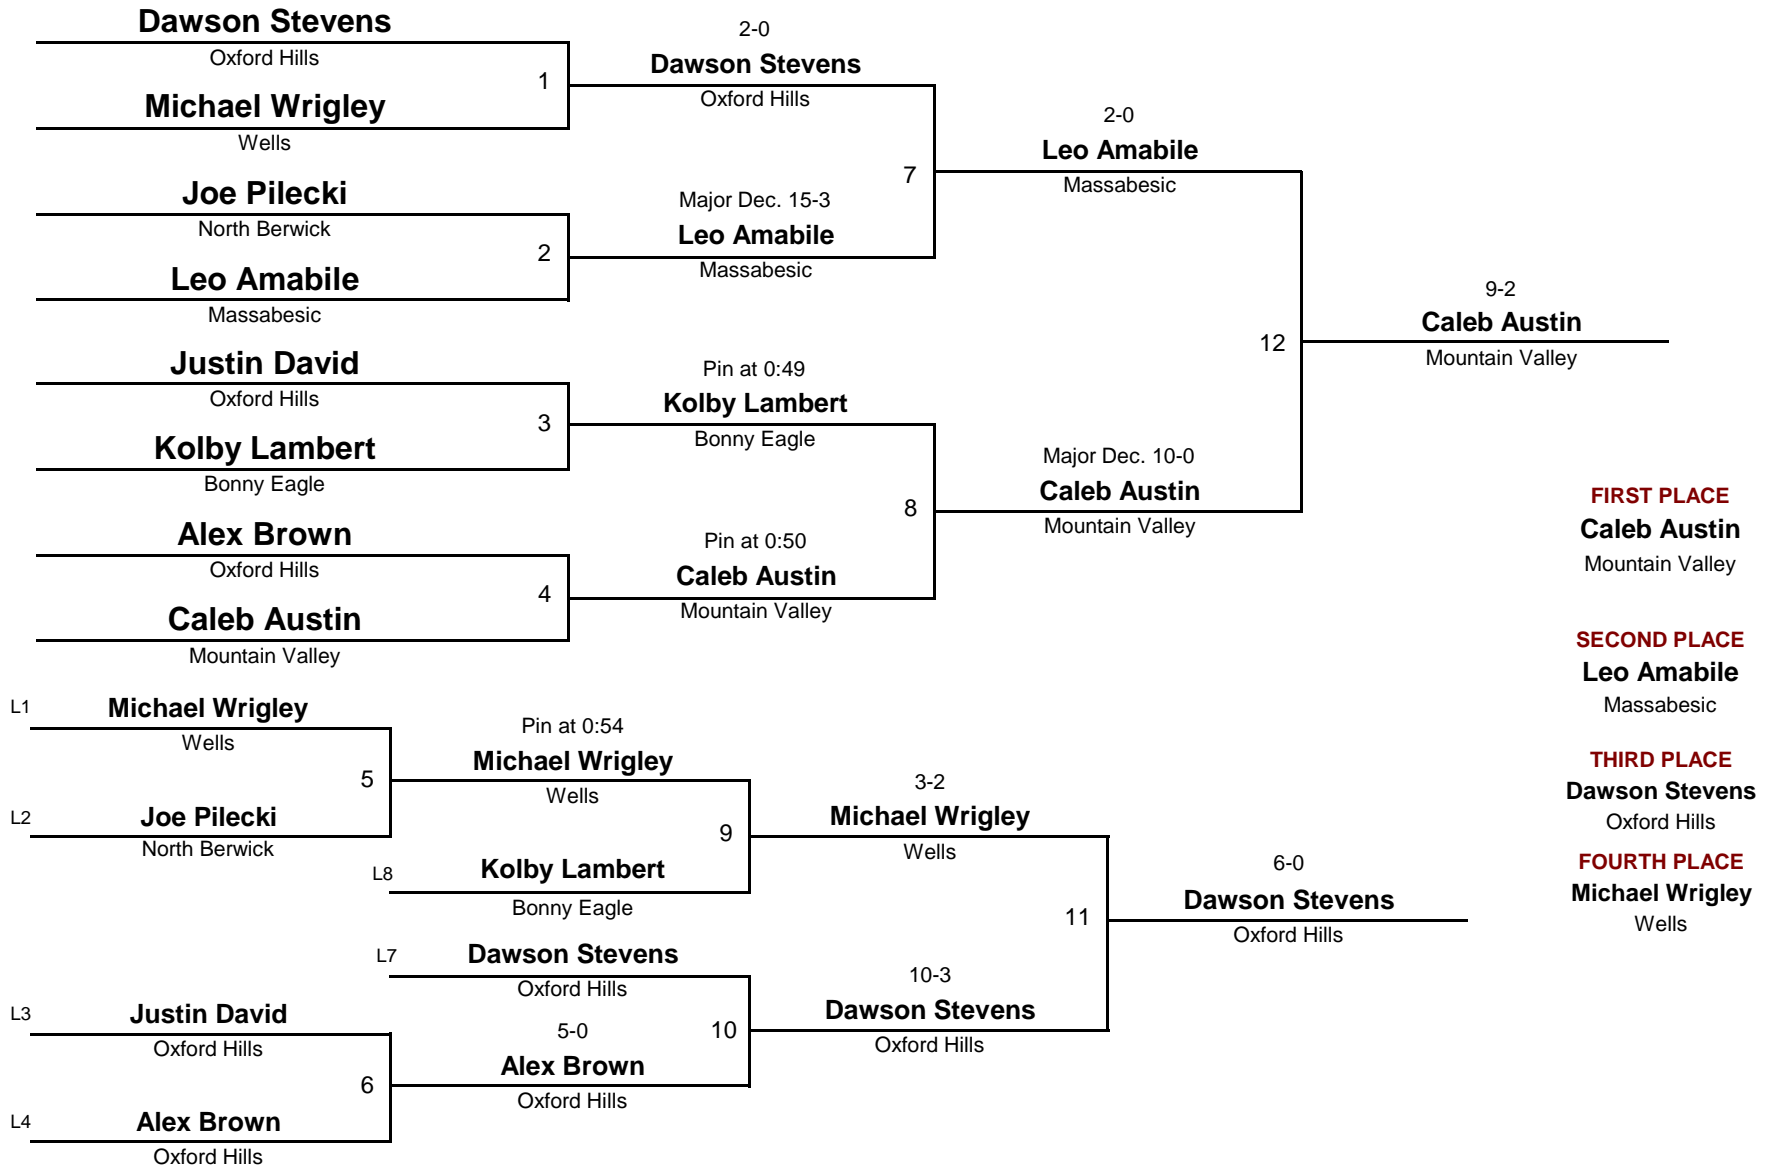 Dawson Stevens
Oxford Hills
1
Michael Wrigley
Wells
Joe Pilecki
North Berwick
2
Leo Amabile
Massabesic
Justin David
Oxford Hills
3
Kolby Lambert
Bonny Eagle
Alex Brown
Oxford Hills
4
Caleb Austin
Mountain Valley
2-0
Dawson Stevens
Oxford Hills
7
Major Dec. 15-3
Leo Amabile
Massabesic
Pin at 0:49
Kolby Lambert
Bonny Eagle
8
Pin at 0:50
Caleb Austin
Mountain Valley
2-0
Leo Amabile
Massabesic
12
Major Dec. 10-0
Caleb Austin
Mountain Valley
9-2
Caleb Austin
Mountain Valley
L1
Michael Wrigley
Wells
5
L2
Joe Pilecki
North Berwick
Pin at 0:54
Michael Wrigley
Wells
9
L8
Kolby Lambert
Bonny Eagle
L7
Dawson Stevens
Oxford Hills
10
L3
Justin David
Oxford Hills
6
L4
Alex Brown
Oxford Hills
5-0
Alex Brown
Oxford Hills
3-2
Michael Wrigley
Wells
11
10-3
Dawson Stevens
Oxford Hills
6-0
Dawson Stevens
Oxford Hills
FIRST PLACE
Caleb Austin
Mountain Valley
SECOND PLACE
Leo Amabile
Massabesic
THIRD PLACE
Dawson Stevens
Oxford Hills
FOURTH PLACE
Michael Wrigley
Wells